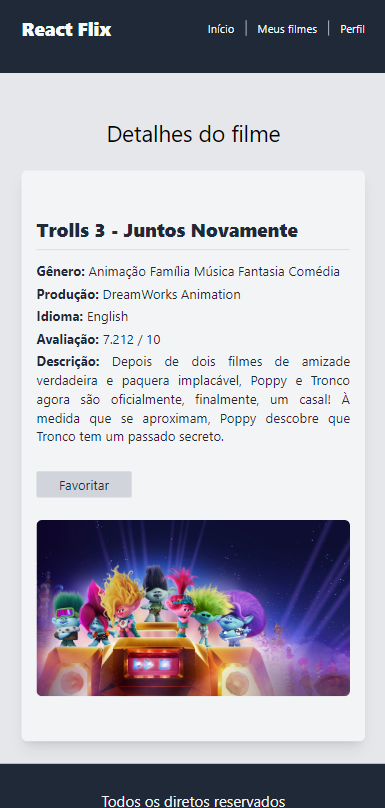 React Flix
Início
Meus filmes
Perfil
Detalhes do filme
Trolls 3 - Juntos Novamente
Gênero: Animação Família Música Fantasia Comédia
Produção: DreamWorks Animation
Idioma: English
Avaliação: 7.212 / 10
Descrição: Depois de dois filmes de amizade
verdadeira e paquera implacável, Poppy e Tronco
agora são oficialmente, finalmente, um casal! À
medida que se aproximam, Poppy descobre que
Tronco tem um passado secreto.
Favoritar
Todos os diretos reservados